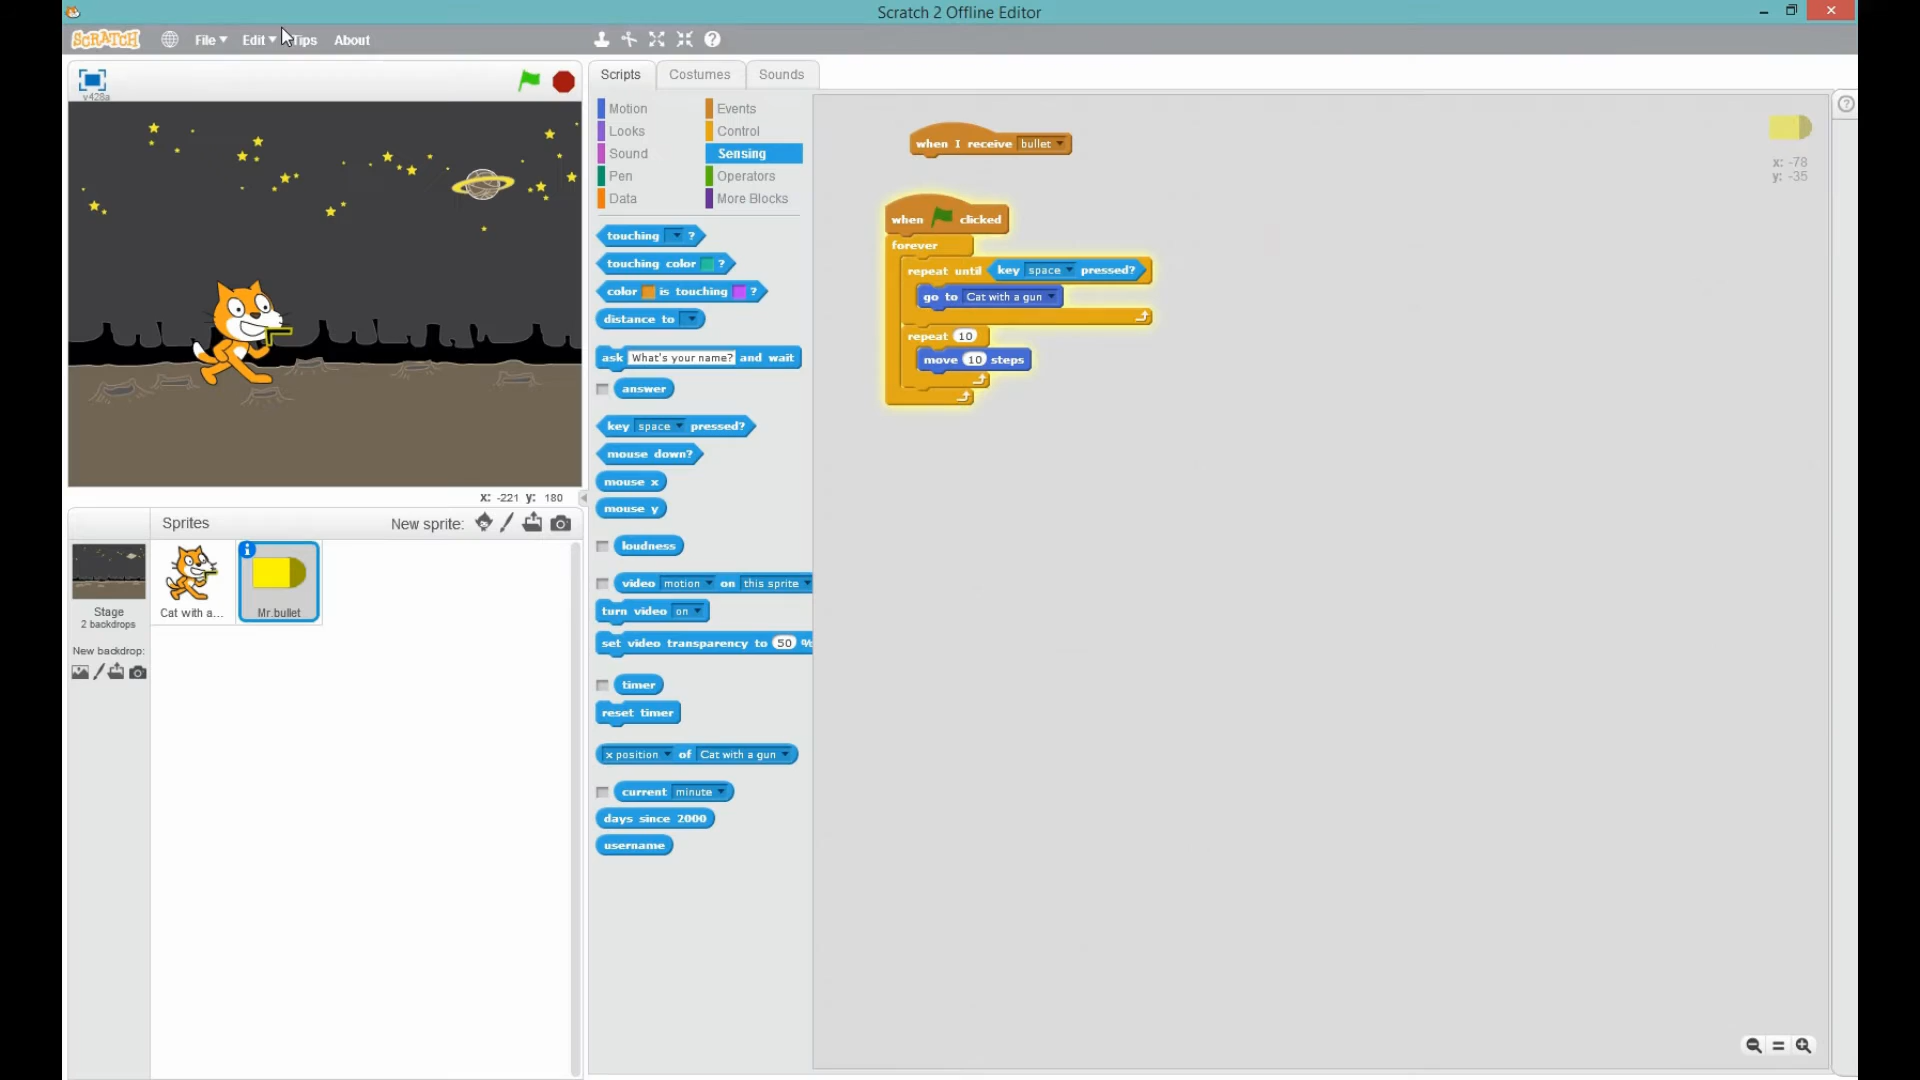 Scratch 2 Offline Editor
SCRATCH File Edit Tips About
v428a
Scripts Costumes Sounds
Motion Events
Looks Control
Sound Sensing
Pen Operators
Data More Blocks
touching ?
touching color ?
color is touching ?
distance to
ask What's your name? and wait
answer
key space pressed?
mouse down?
mouse x
mouse y
loudness
video motion on this sprite
turn video on
set video transparency to 50 %
timer
reset timer
x position of Cat with a gun
current minute
days since 2000
username
when I receive bullet
when clicked
forever
repeat until key space pressed?
go to Cat with a gun
repeat 10
move 10 steps
x: -78
y: -35
x: -221 y: 180
Sprites New sprite:
Stage
2 backdrops
New backdrop:
Cat with a...
Mr.bullet